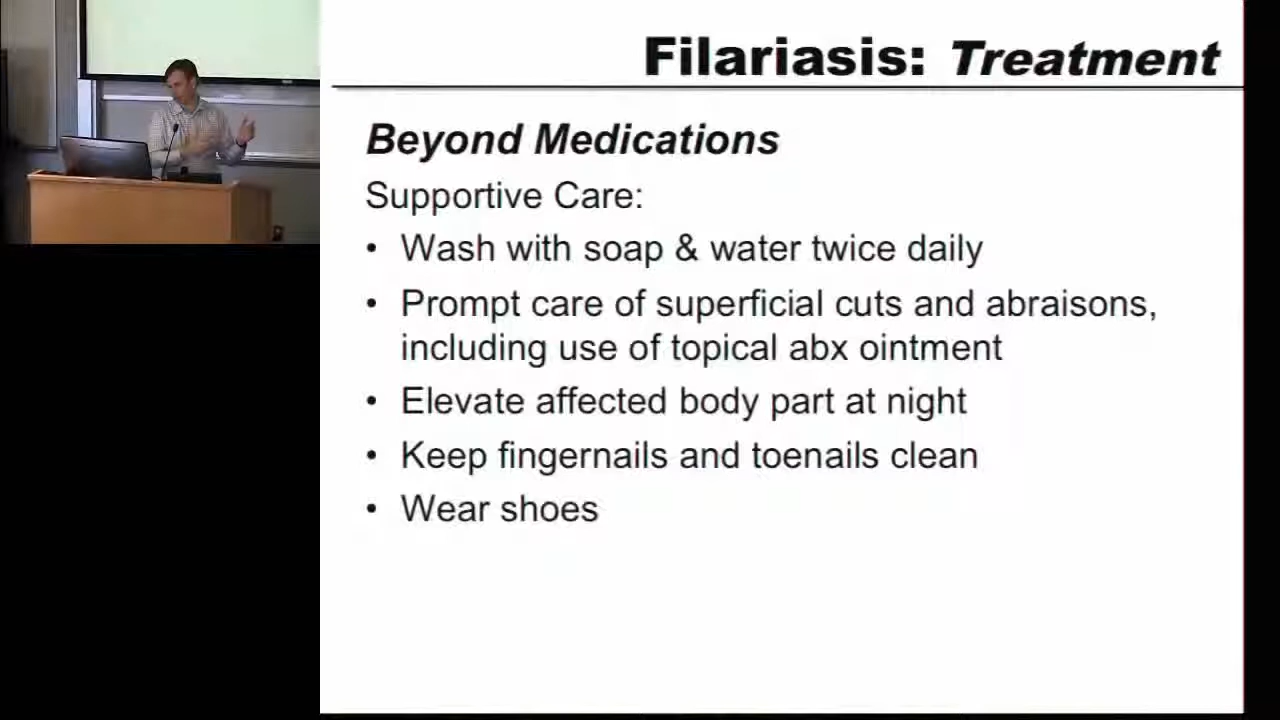 Filariasis: Treatment
Beyond Medications
Supportive Care:
• Wash with soap & water twice daily
• Prompt care of superficial cuts and abraisons,
including use of topical abx ointment
• Elevate affected body part at night
• Keep fingernails and toenails clean
• Wear shoes